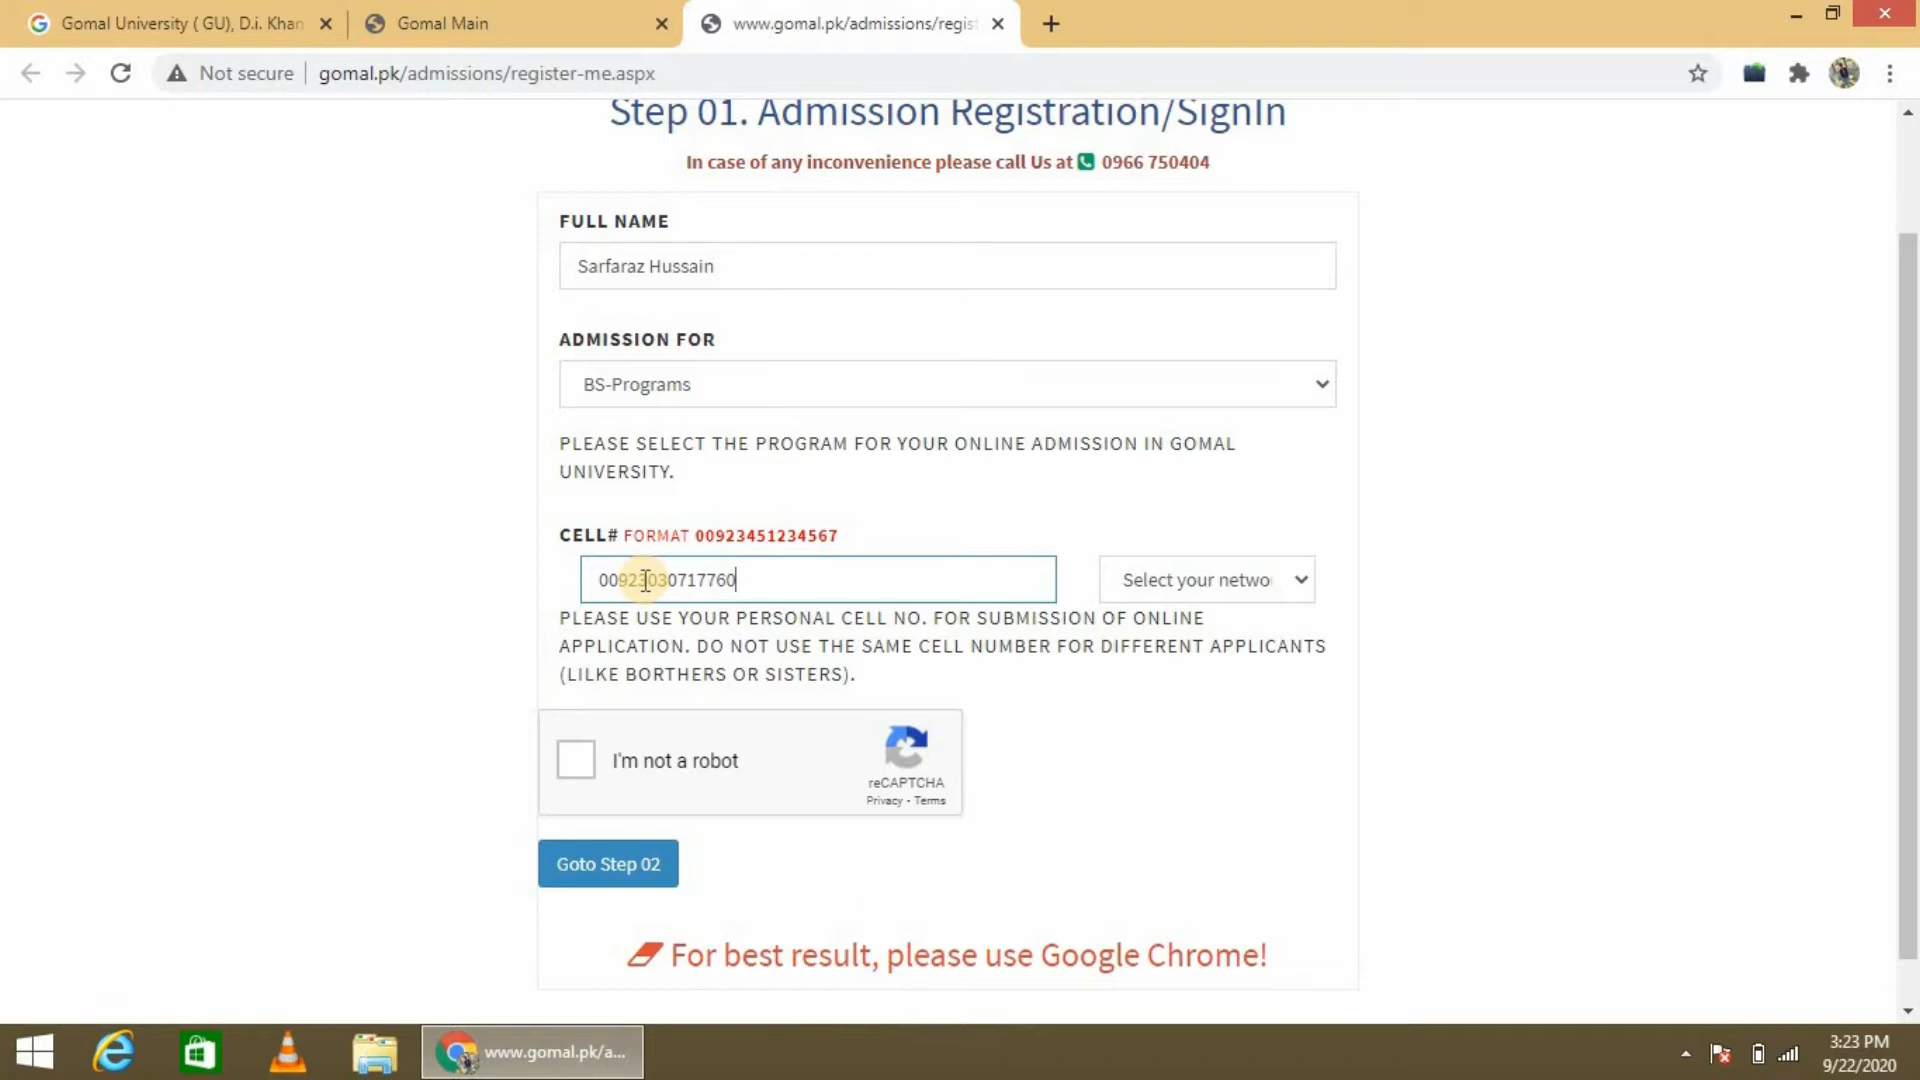 Gomal University ( GU), D.i. Khan
Gomal Main
www.gomal.pk/admissions/regis
Not secure
gomal.pk/admissions/register-me.aspx
Step 01. Admission Registration/SignIn
In case of any inconvenience please call Us at 0966 750404
FULL NAME
Sarfaraz Hussain
ADMISSION FOR
BS-Programs
PLEASE SELECT THE PROGRAM FOR YOUR ONLINE ADMISSION IN GOMAL
UNIVERSITY.
CELL# FORMAT 00923451234567
00923030717760
Select your netwo
PLEASE USE YOUR PERSONAL CELL NO. FOR SUBMISSION OF ONLINE
APPLICATION. DO NOT USE THE SAME CELL NUMBER FOR DIFFERENT APPLICANTS
(LILKE BORTHERS OR SISTERS).
I'm not a robot
reCAPTCHA
Privacy - Terms
Goto Step 02
For best result, please use Google Chrome!
www.gomal.pk/a...
3:23 PM
9/22/2020